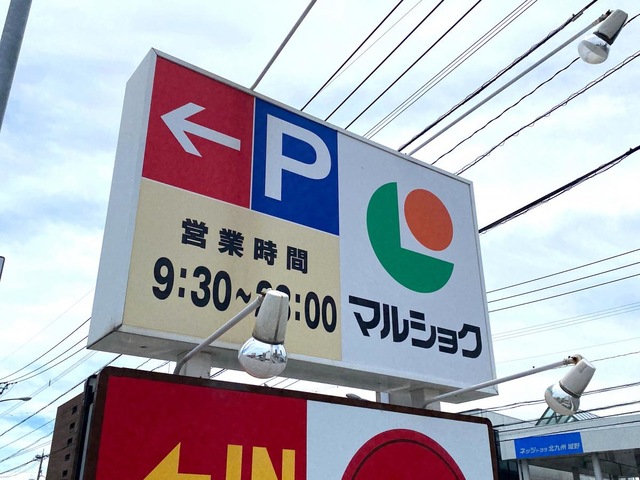 P
営業時間
9:30~
:00
マルショク
IN
ネッツトヨタ北九州